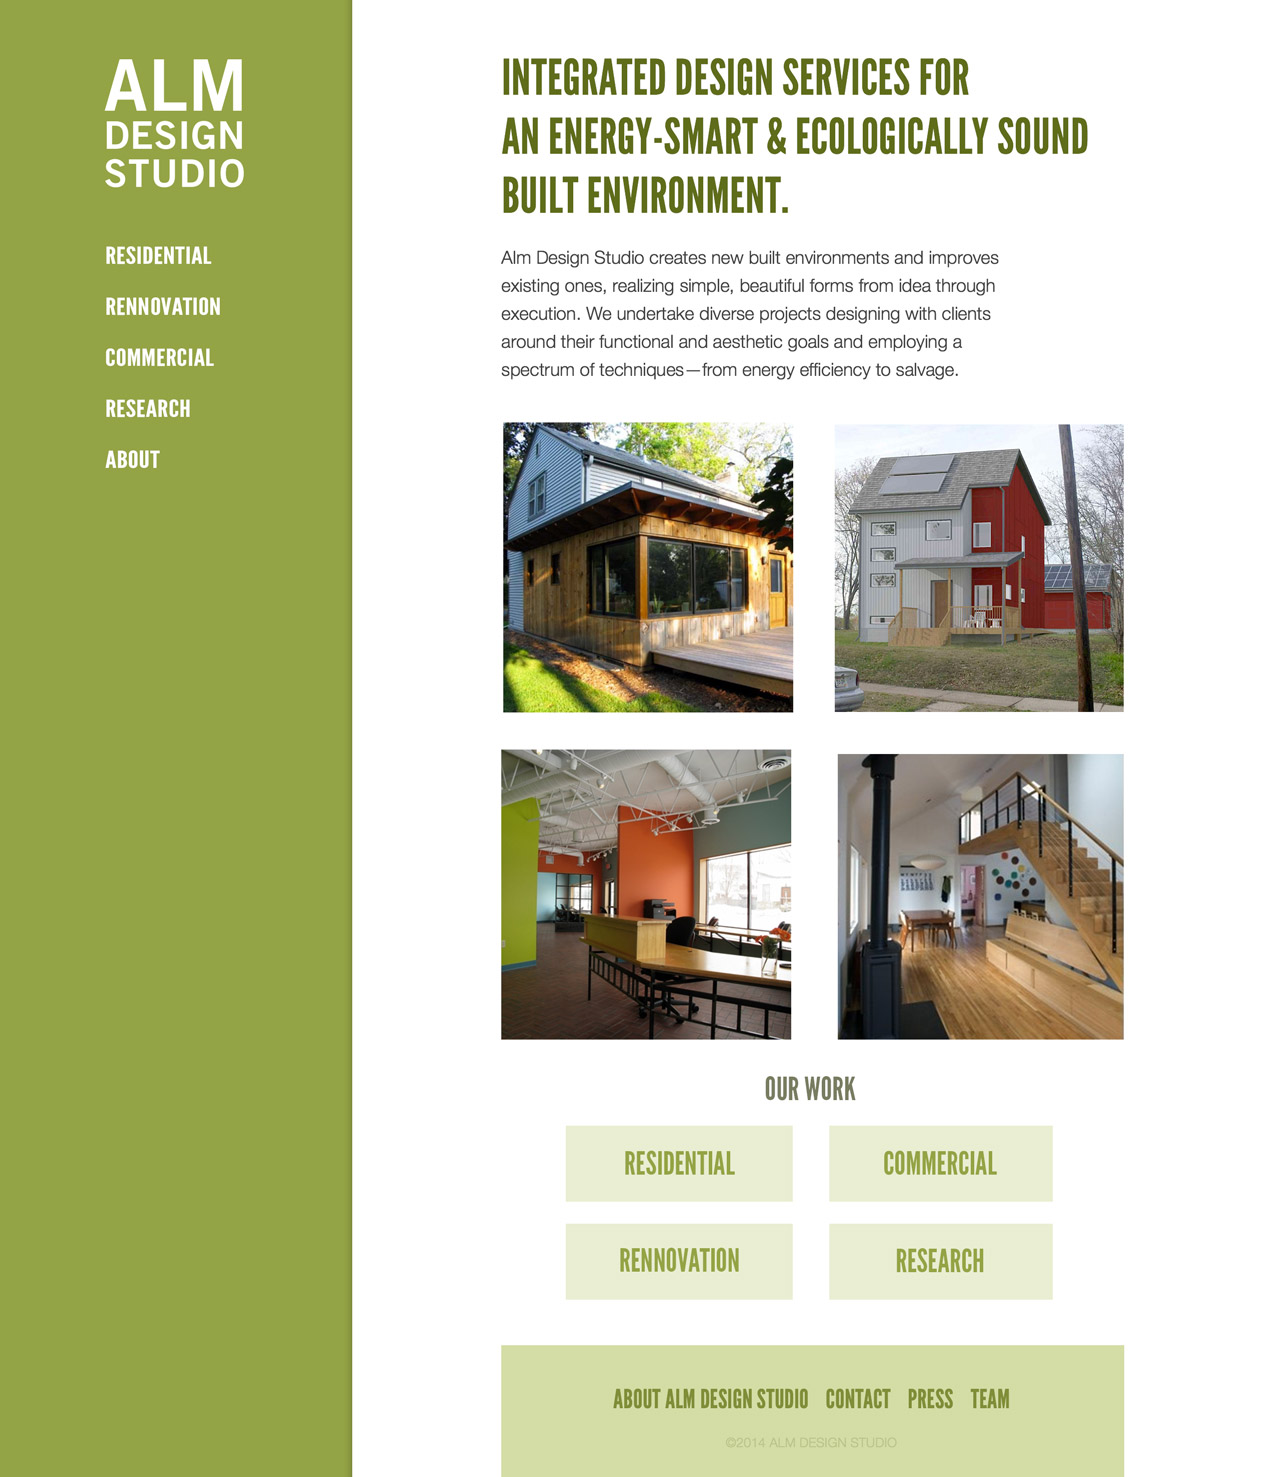 ALM
DESIGN
STUDIO
RESIDENTIAL
RENNOVATION
COMMERCIAL
RESEARCH
ABOUT
INTEGRATED DESIGN SERVICES FOR
AN ENERGY-SMART & ECOLOGICALLY SOUND
BUILT ENVIRONMENT.
Alm Design Studio creates new built environments and improves
existing ones, realizing simple, beautiful forms from idea through
execution. We undertake diverse projects designing with clients
around their functional and aesthetic goals and employing a
spectrum of techniques—from energy efficiency to salvage.
OUR WORK
RESIDENTIAL
COMMERCIAL
RENNOVATION
RESEARCH
ABOUT ALM DESIGN STUDIO CONTACT PRESS TEAM
©2014 ALM DESIGN STUDIO